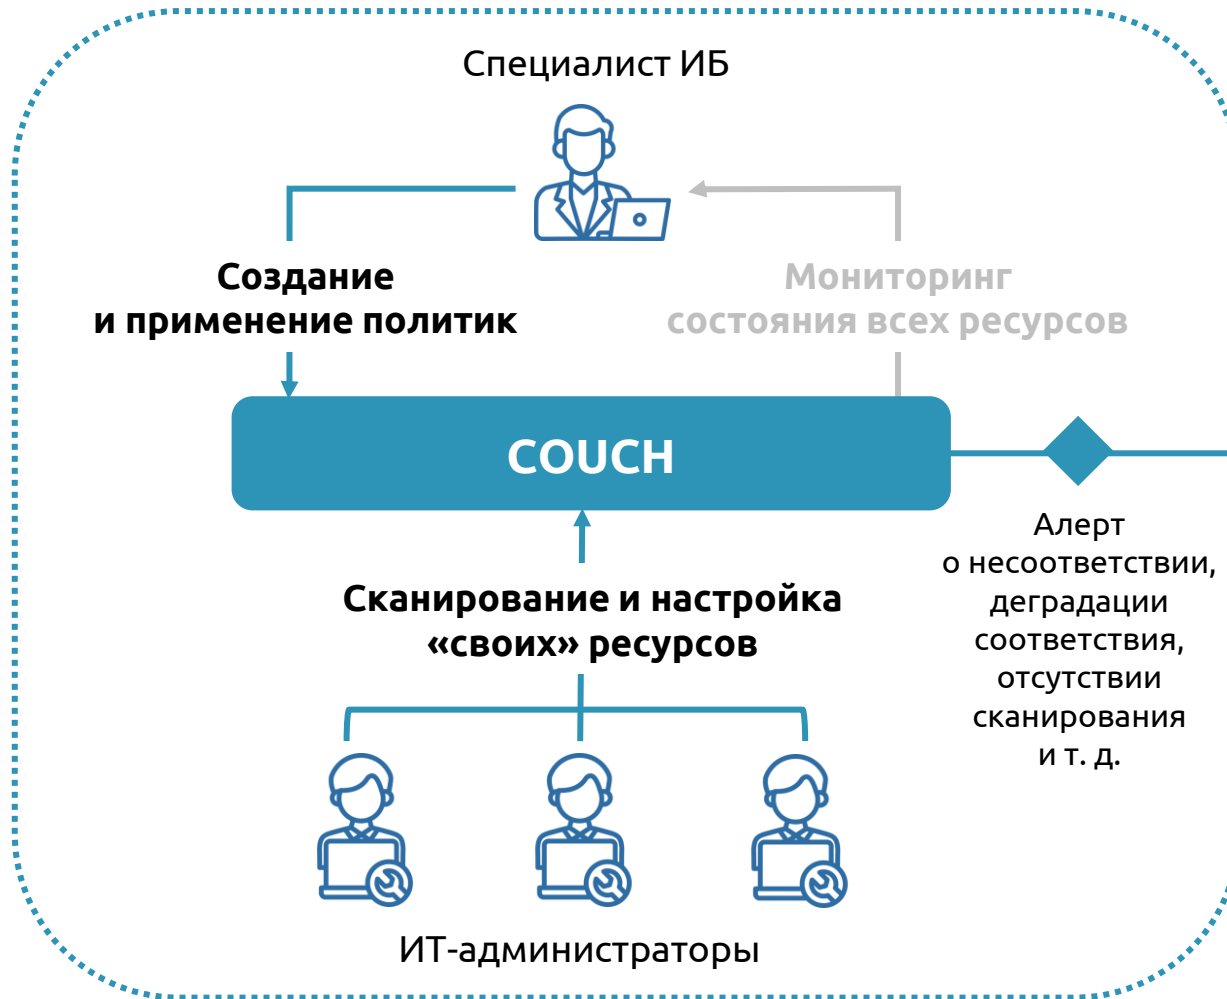 Специалист ИБ
Создание
и применение политик
Мониторинг
состояния всех ресурсов
COUCH
Алерт
о несоответствии,
деградации
соответствия,
отсутствии
сканирования
и т. д.
Сканирование и настройка
«своих» ресурсов
ИТ-администраторы